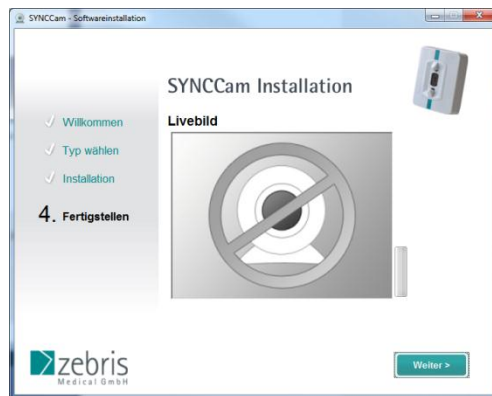 SYNCCam - Softwareinstallation
SYNCCam Installation
Willkommen
Typ wählen
Installation
4. Fertigstellen
Livebild
zebris
Medical GmbH
Weiter >